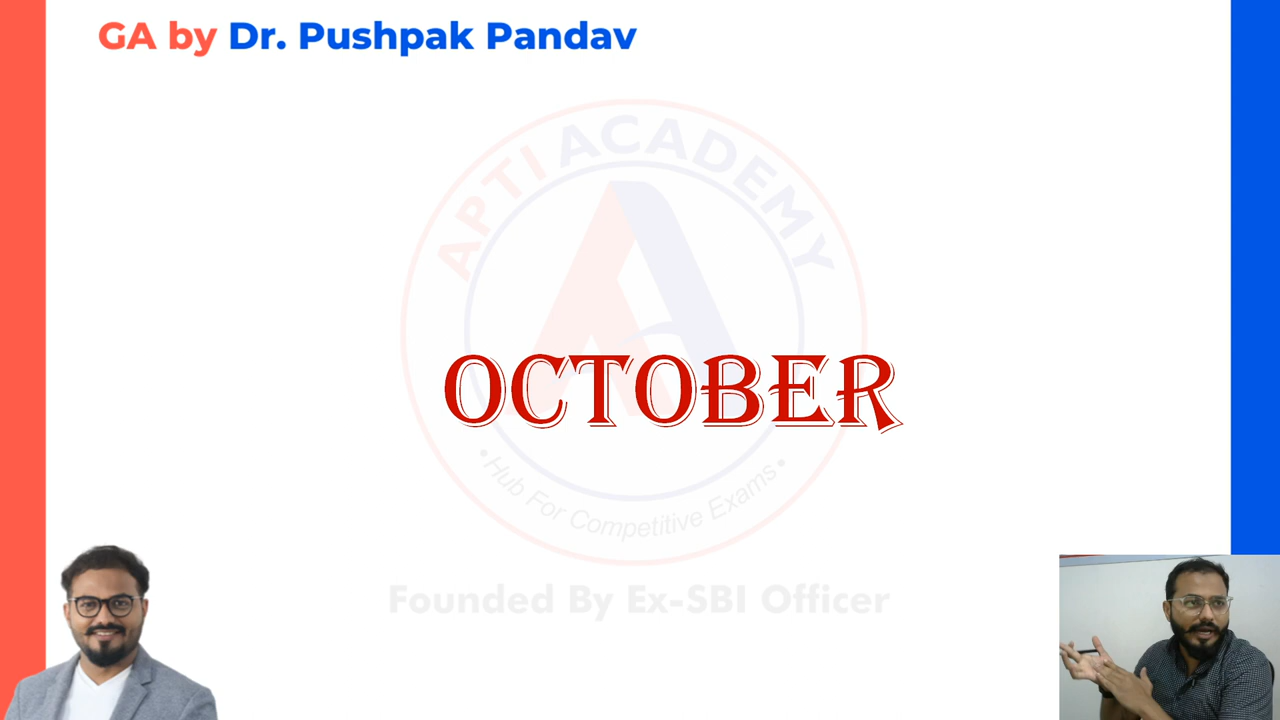 GA by Dr. Pushpak Pandav
APTI ACADEMY
OCTOBER
• Hub For Competitive Exams •
Founded By Ex-SBI Officer